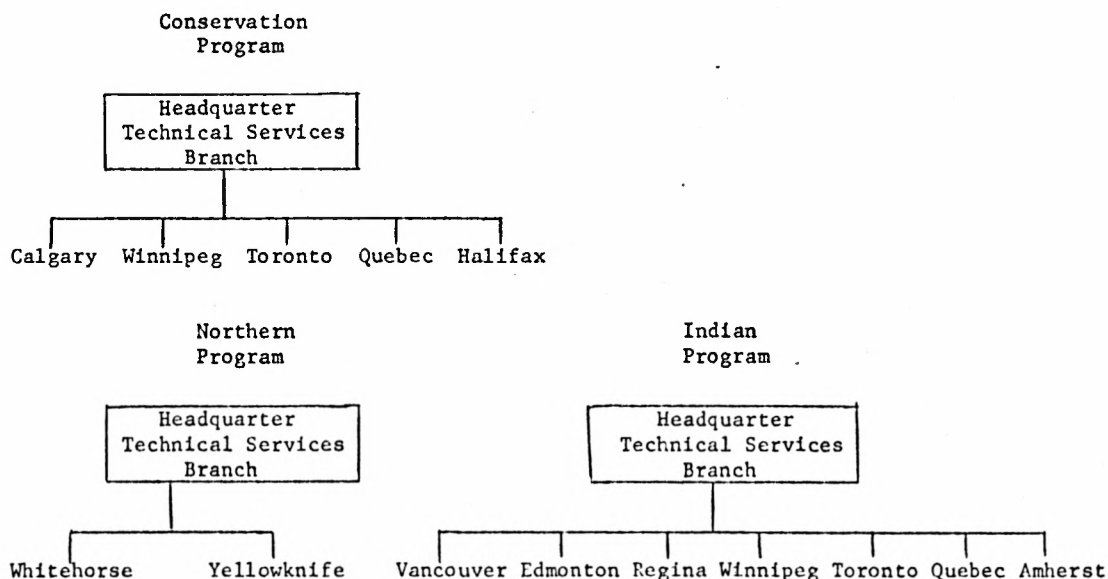 Conservation
Program
Headquarter
Technical Services
Branch
Calgary Winnipeg Toronto Quebec Halifax
Northern
Program
Headquarter
Technical Services
Branch
Whitehorse Yellowknife
Indian
Program
Headquarter
Technical Services
Branch
Vancouver Edmonton Regina Winnipeg Toronto Quebec Amherst